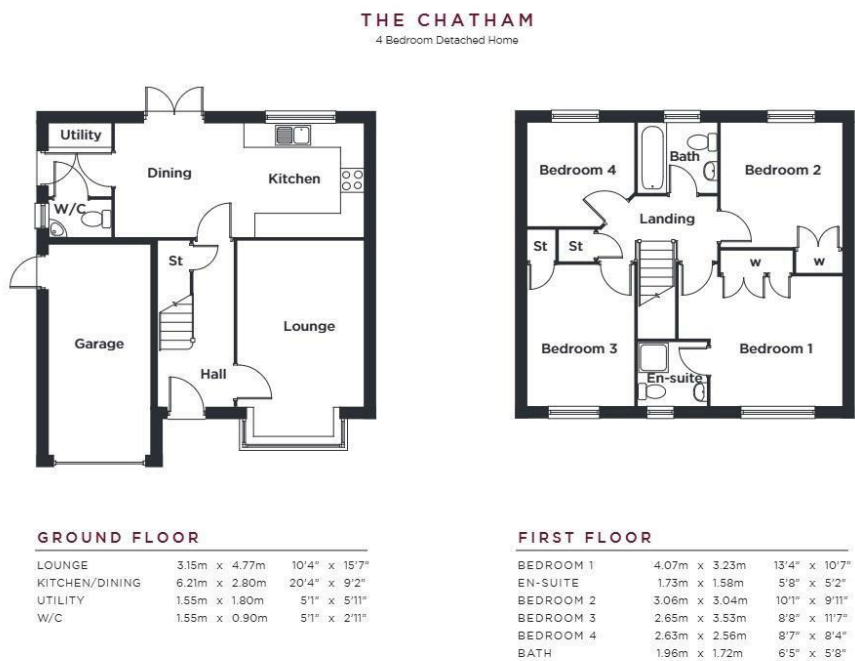 THE CHATHAM
4 Bedroom Detached Home
Utility
Dining
Kitchen
W/C
St
Garage
Lounge
Hall
Bedroom 4
Bath
Bedroom 2
Landing
St
St
W
W
Bedroom 3
En-suite
Bedroom 1
GROUND FLOOR
LOUNGE 3.15m x 4.77m 10'4" x 15'7"
KITCHEN/DINING 6.21m x 2.80m 20'4" x 9'2"
UTILITY 1.55m x 1.80m 5'1" x 5'11"
W/C 1.55m x 0.90m 5'1" x 2'11"
FIRST FLOOR
BEDROOM 1 4.07m x 3.23m 13'4" x 10'7"
EN-SUITE 1.73m x 1.58m 5'8" x 5'2"
BEDROOM 2 3.06m x 3.04m 10'1" x 9'11"
BEDROOM 3 2.65m x 3.53m 8'8" x 11'7"
BEDROOM 4 2.63m x 2.56m 8'7" x 8'4"
BATH 1.96m x 1.72m 6'5" x 5'8"